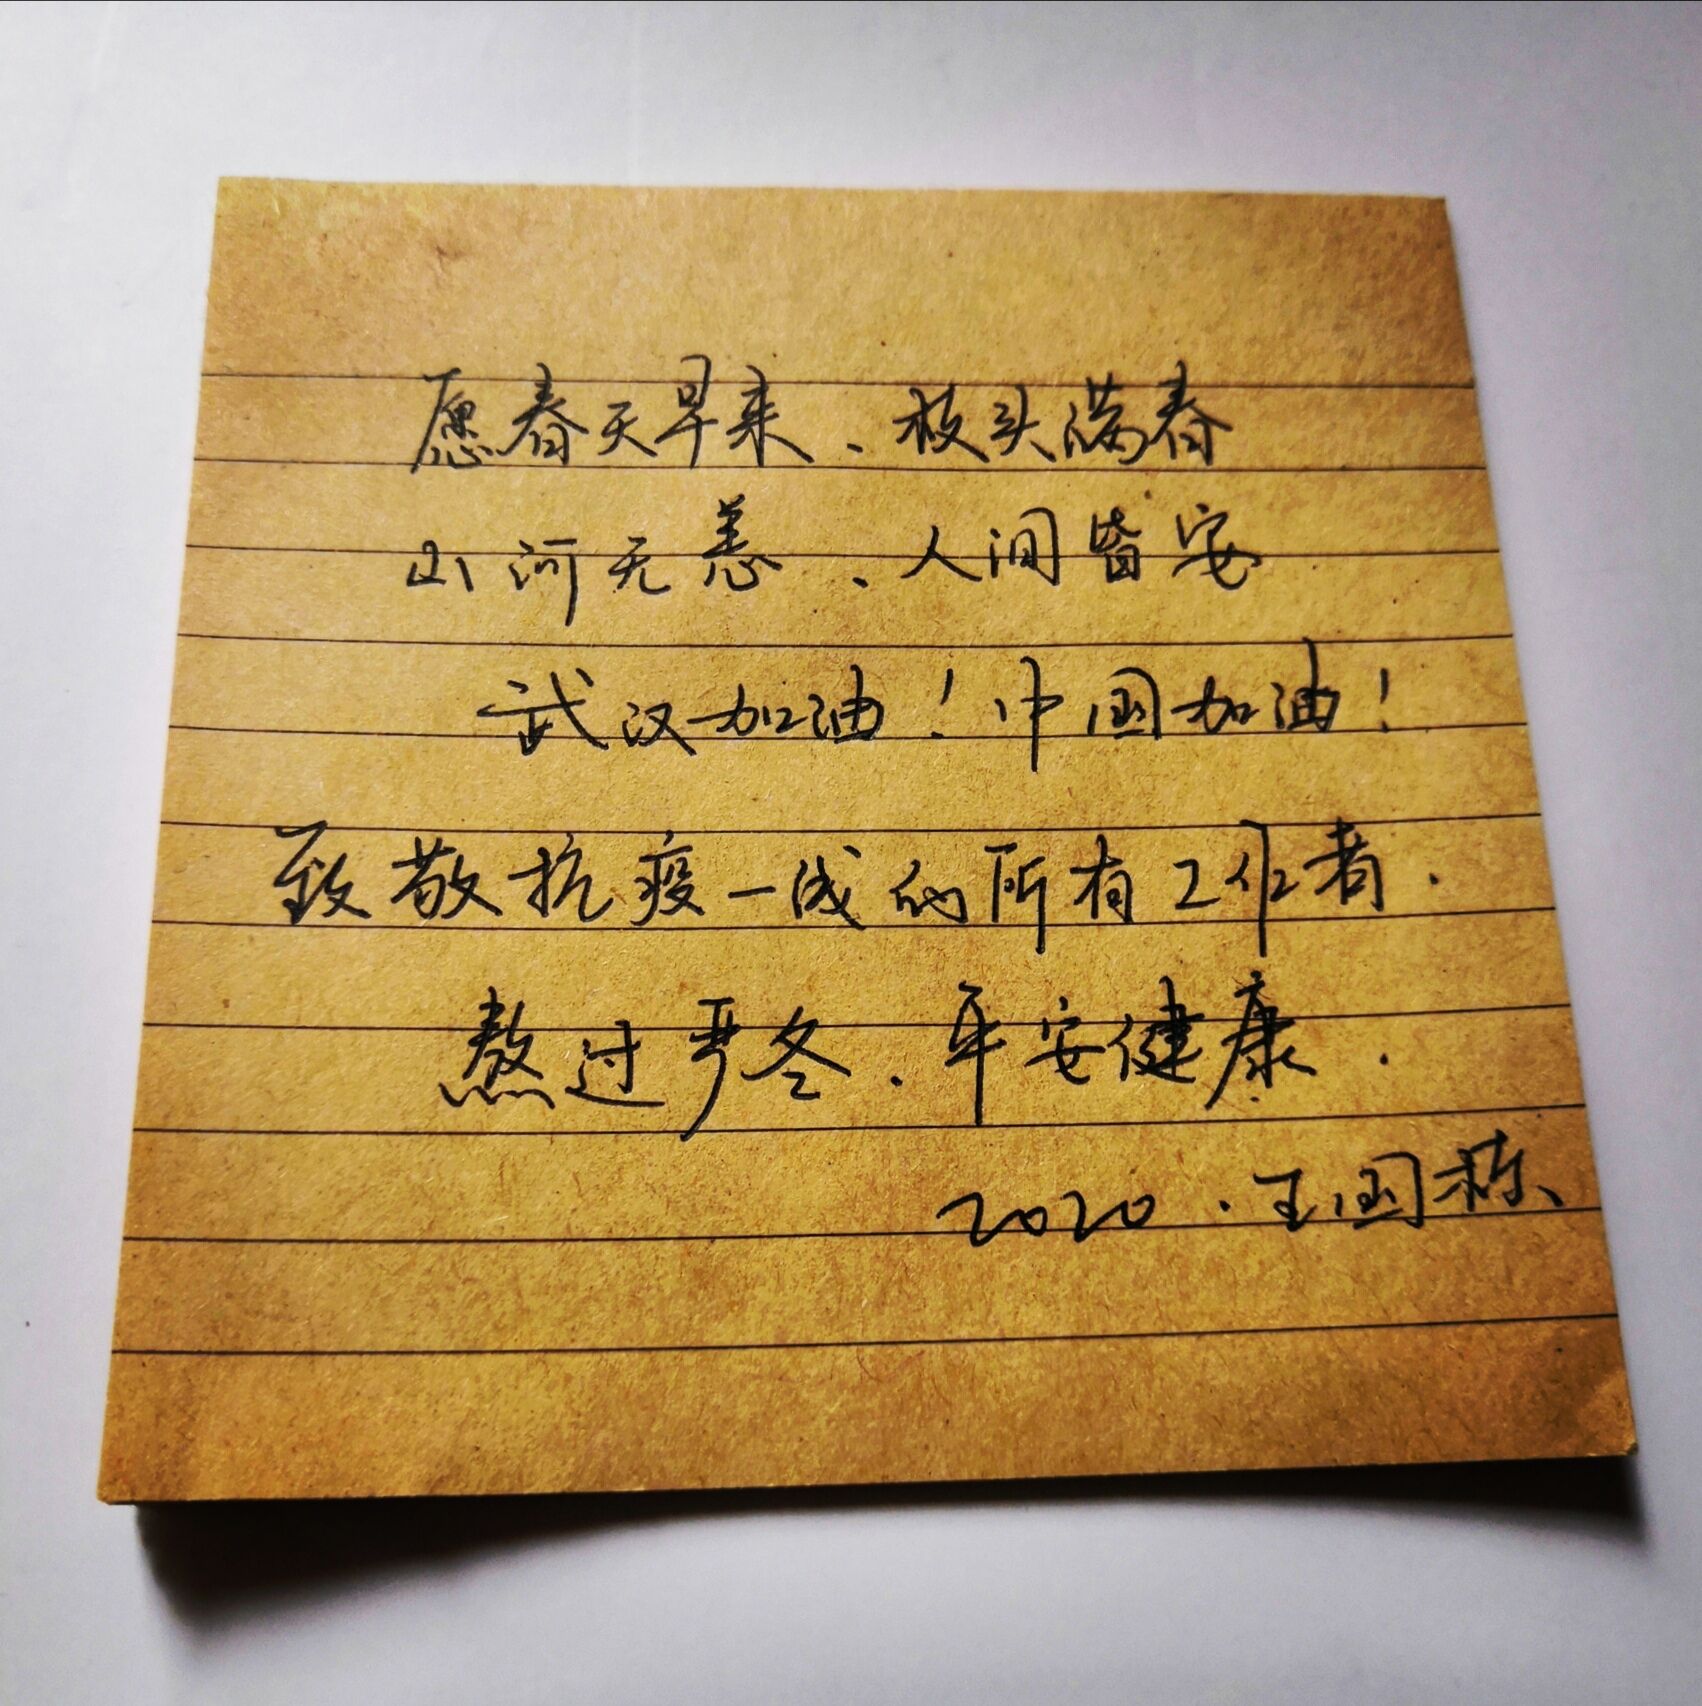 愿春天早来、枝头满春
山河无恙、人间皆安
武汉加油！中国加油！
致敬抗疫一线的所有工作者.
熬过严冬.平安健康.
2020.王国栋